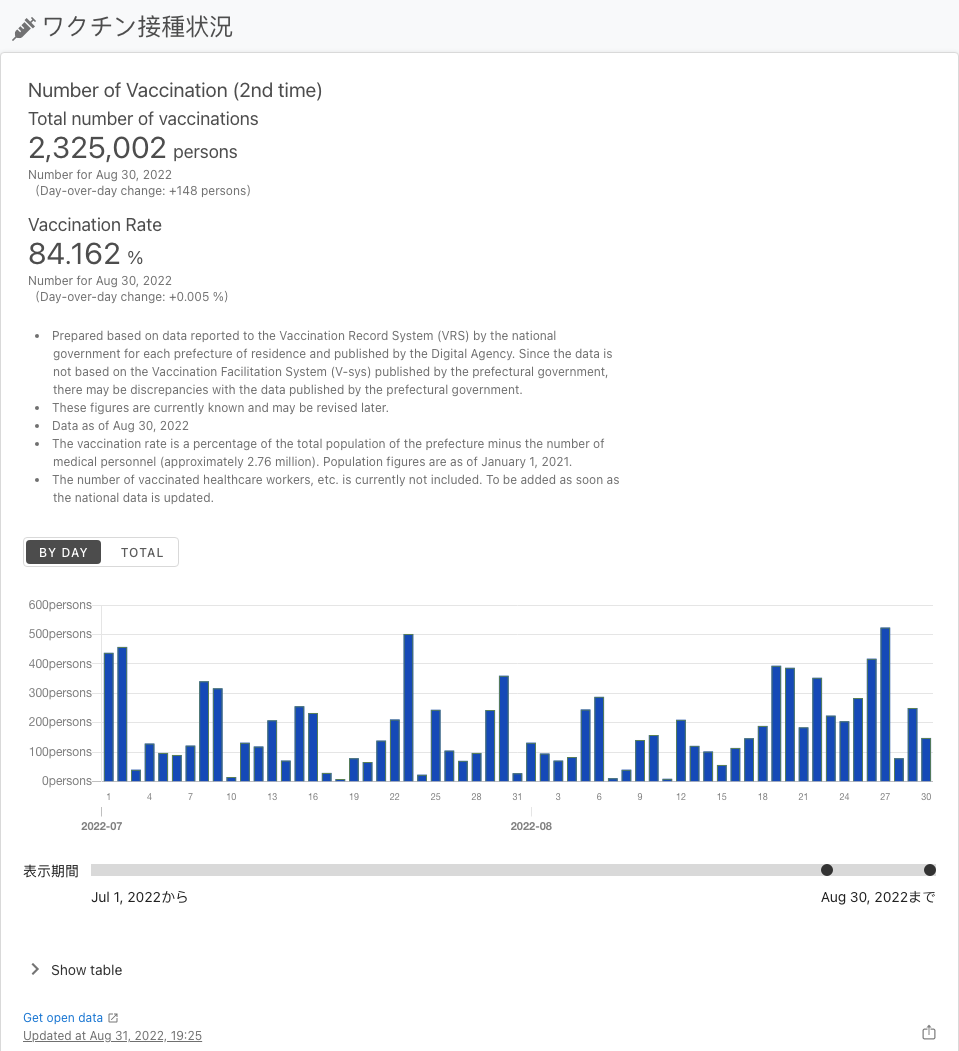 ワクチン接種状況
Number of Vaccination (2nd time)
Total number of vaccinations
2,325,002 persons
Number for Aug 30, 2022
(Day-over-day change: +148 persons)
Vaccination Rate
84.162 %
Number for Aug 30, 2022
(Day-over-day change: +0.005 %)
• Prepared based on data reported to the Vaccination Record System (VRS) by the national
government for each prefecture of residence and published by the Digital Agency. Since the data is
not based on the Vaccination Facilitation System (V-sys) published by the prefectural government,
there may be discrepancies with the data published by the prefectural government.
• These figures are currently known and may be revised later.
• Data as of Aug 30, 2022
• The vaccination rate is a percentage of the total population of the prefecture minus the number of
medical personnel (approximately 2.76 million). Population figures are as of January 1, 2021.
• The number of vaccinated healthcare workers, etc. is currently not included. To be added as soon as
the national data is updated.
BY DAY TOTAL
600persons
500persons
400persons
300persons
200persons
100persons
0persons
1 4 7 10 13 16 19 22 25 28 31 3 6 9 12 15 18 21 24 27 30
2022-07 2022-08
表示期間
Jul 1, 2022から Aug 30, 2022まで
Show table
Get open data
Updated at Aug 31, 2022, 19:25